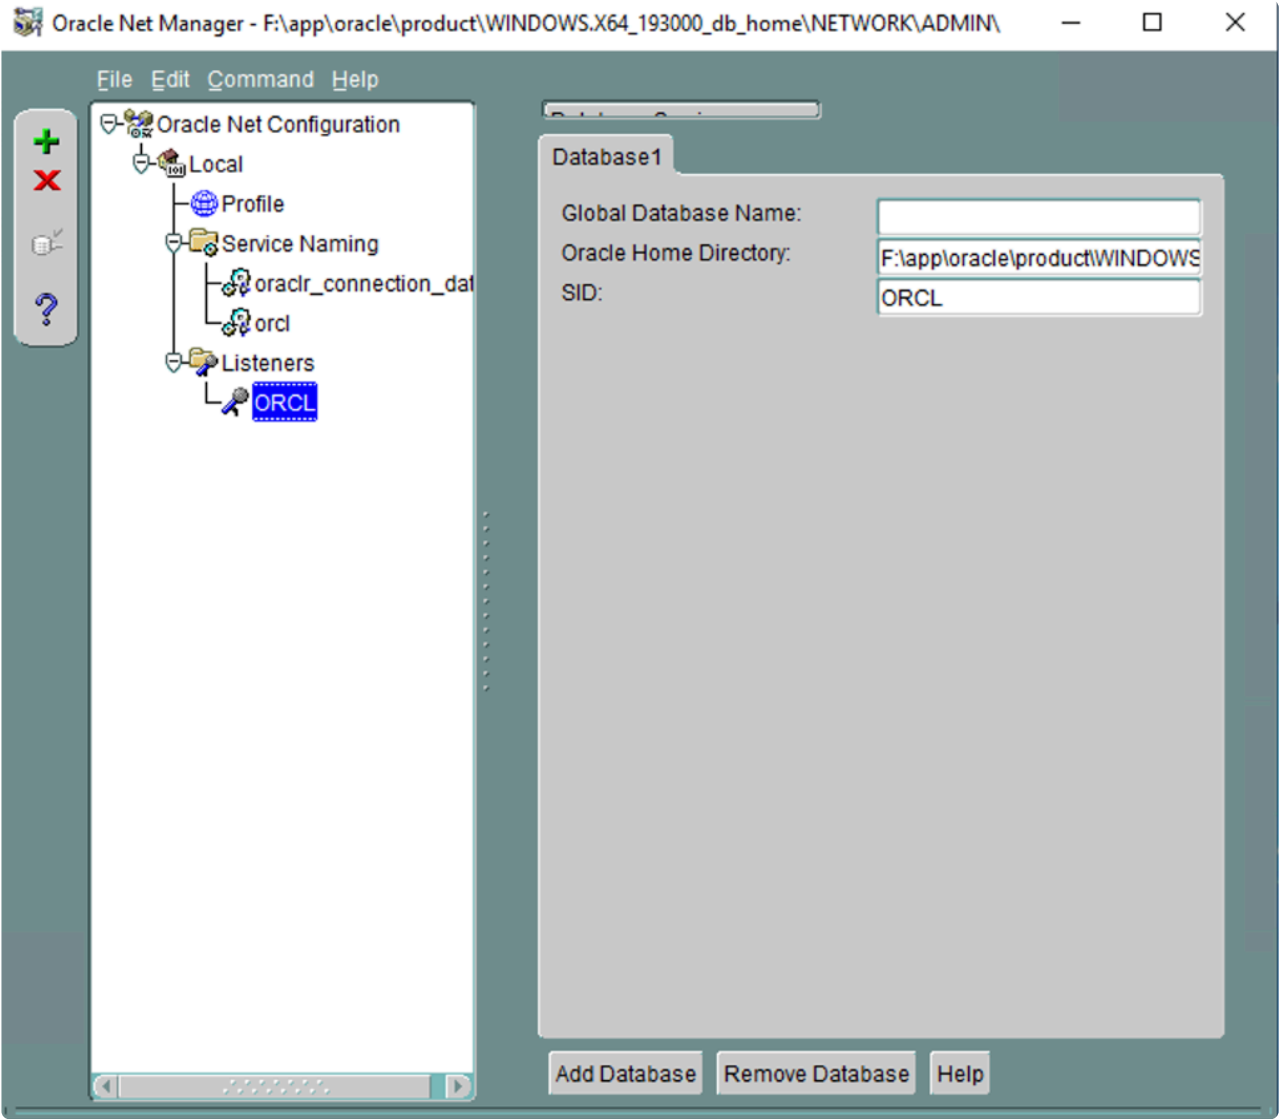 Oracle Net Manager - F:\app\oracle\product\WINDOWS.X64_193000_db_home\NETWORK\ADMIN\
File Edit Command Help
Oracle Net Configuration
Local
Profile
Service Naming
oraclr_connection_dat
orcl
Listeners
ORCL
Database1
Global Database Name:
Oracle Home Directory: F:\app\oracle\product\WINDOWS
SID: ORCL
Add Database Remove Database Help